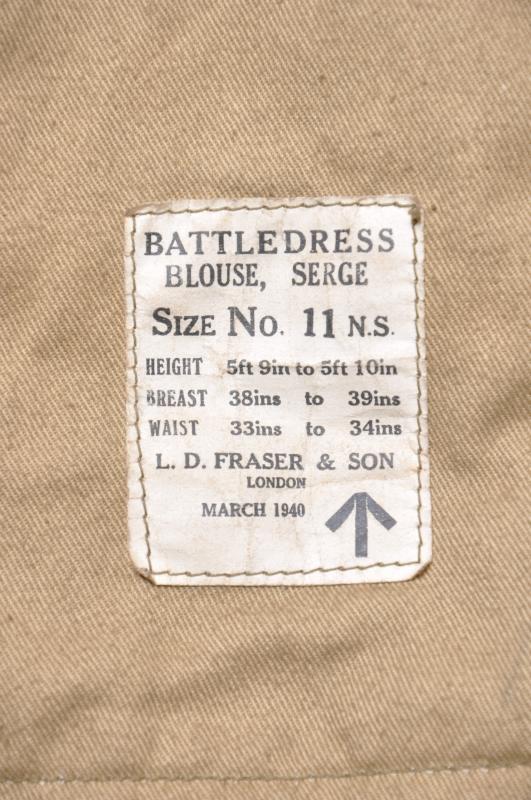 BATTLEDRESS
BLOUSE, SERGE
SIZE No. 11 N.S.
HEIGHT 5ft 9in to 5ft 10in
BREAST 38ins to 39ins
WAIST 33ins to 34ins
L. D. FRASER & SON
LONDON
MARCH 1940